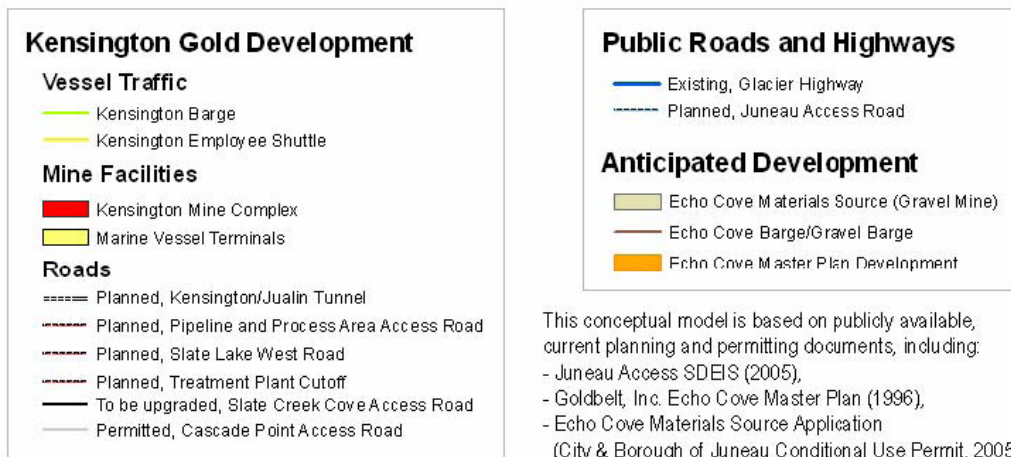 Kensington Gold Development
Vessel Traffic
Kensington Barge
Kensington Employee Shuttle
Mine Facilities
Kensington Mine Complex
Marine Vessel Terminals
Roads
Planned, Kensington/Jualin Tunnel
Planned, Pipeline and Process Area Access Road
Planned, Slate Lake West Road
Planned, Treatment Plant Cutoff
To be upgraded, Slate Creek Cove Access Road
Permitted, Cascade Point Access Road
Public Roads and Highways
Existing, Glacier Highway
Planned, Juneau Access Road
Anticipated Development
Echo Cove Materials Source (Gravel Mine)
Echo Cove Barge/Gravel Barge
Echo Cove Master Plan Development
This conceptual model is based on publicly available,
current planning and permitting documents, including:
- Juneau Access SDEIS (2005),
- Goldbelt, Inc. Echo Cove Master Plan (1996),
- Echo Cove Materials Source Application
(City & Borough of Juneau Conditional Use Permit, 2005